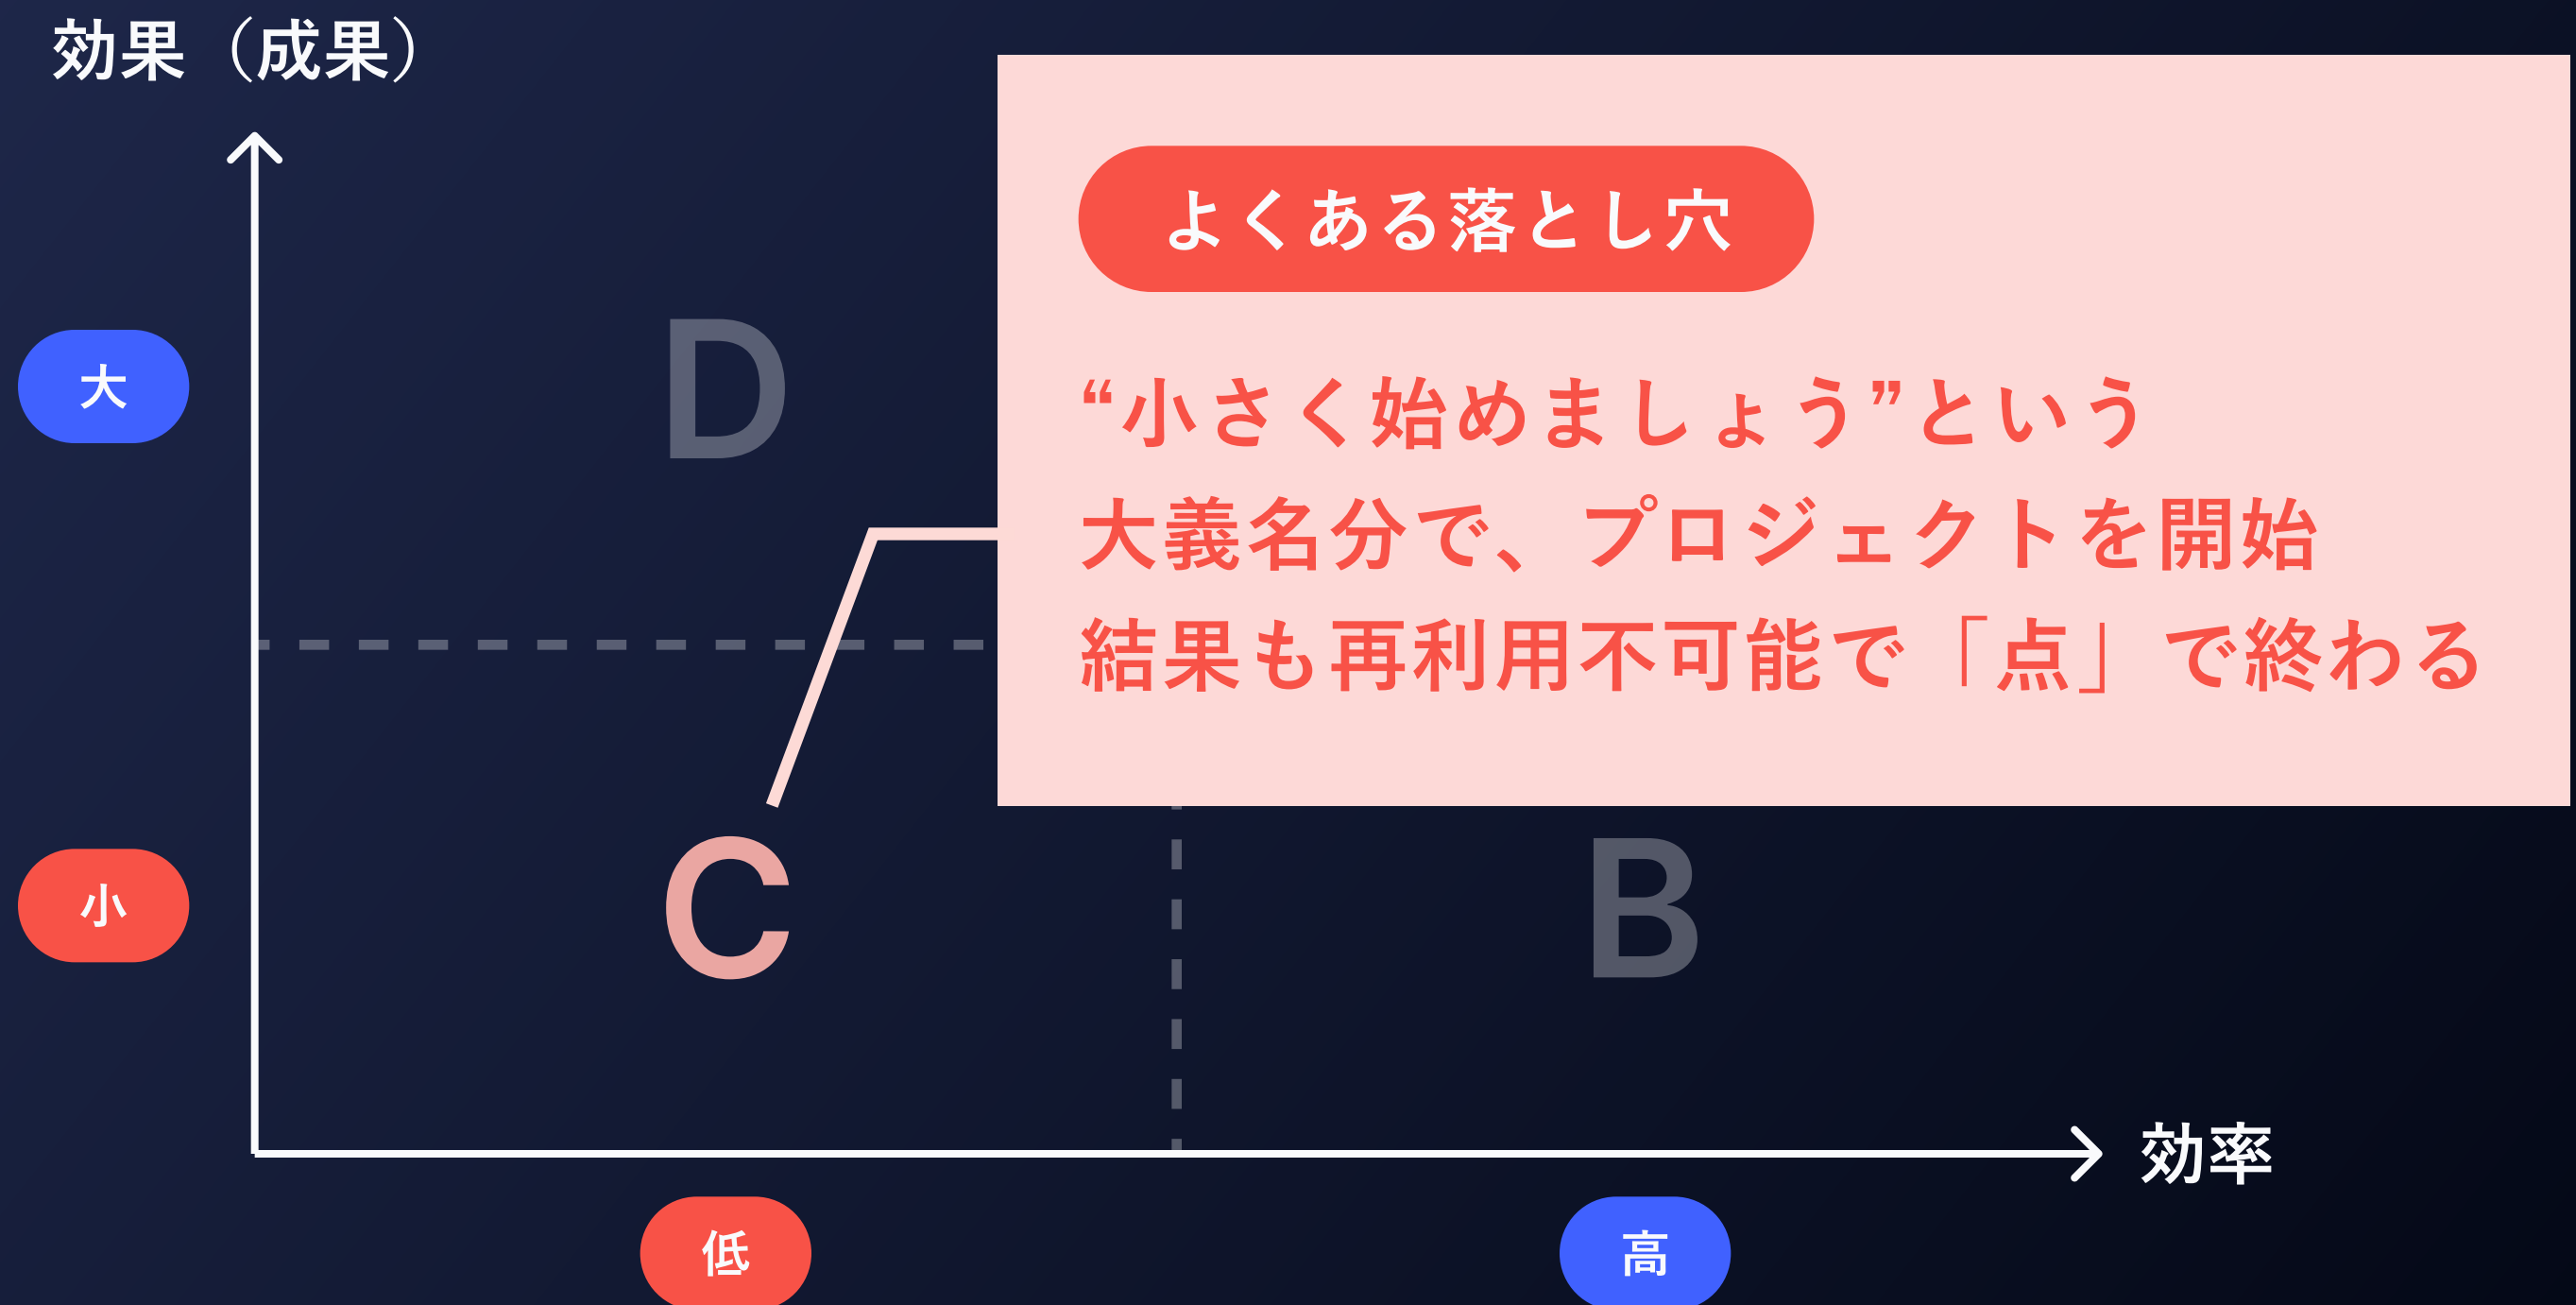 効果（成果）
よくある落とし穴
大
D
“小さく始めましょう”という
大義名分で、プロジェクトを開始
結果も再利用不可能で「点」で終わる
小
C
B
効率
低
高